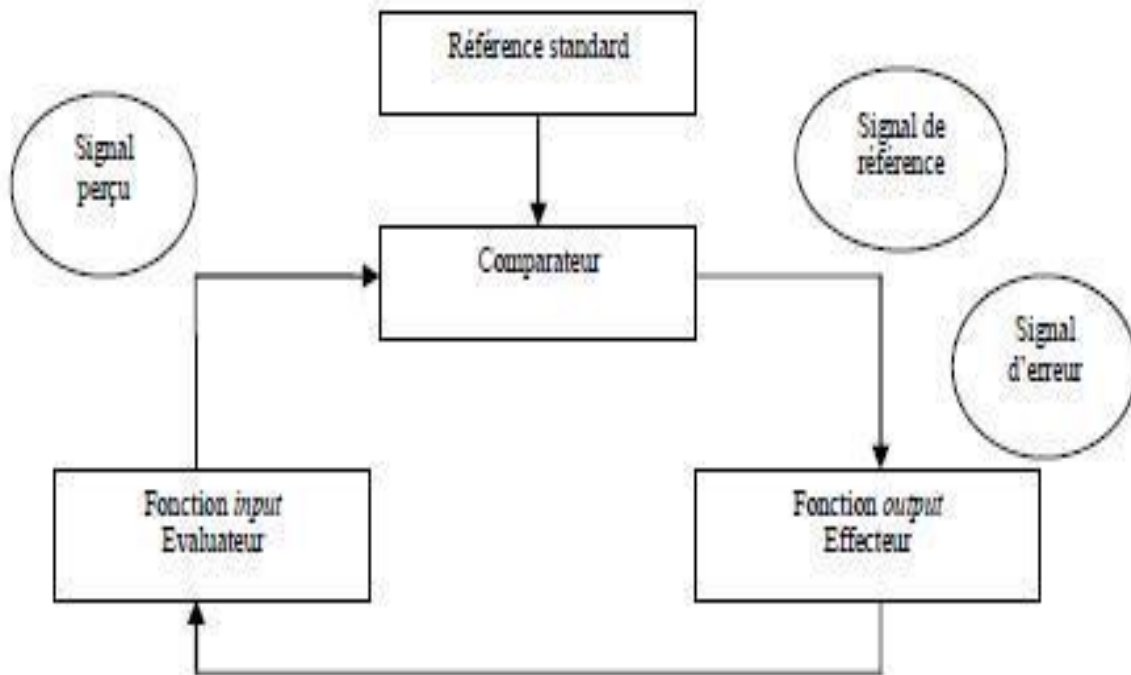 Référence standard
Signal
perçu
Signal de
référence
Comparateur
Signal
d'erreur
Fonction input
Evaluateur
Fonction output
Effecteur